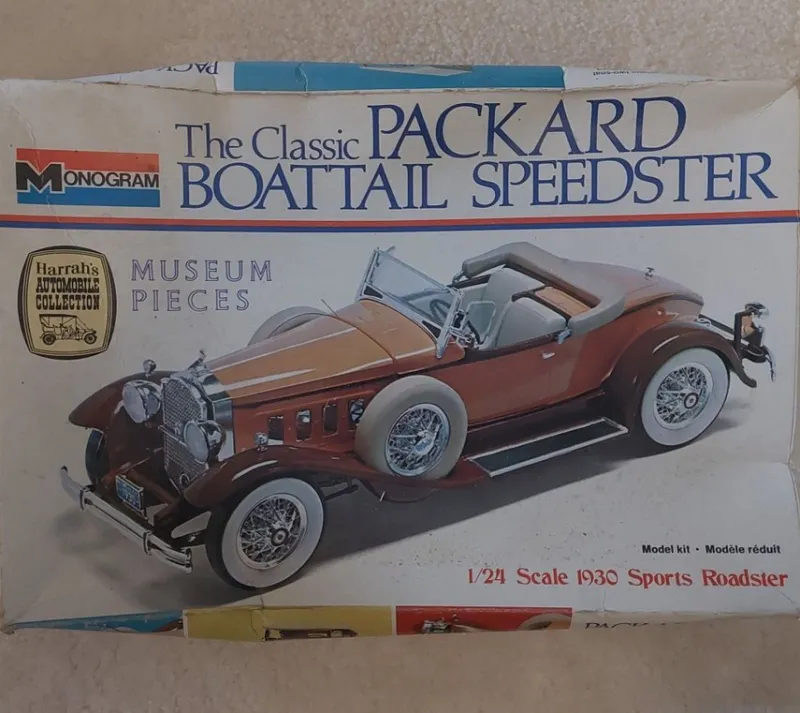 PACK
The Classic PACKARD
BOATTAIL SPEEDSTER
MONOGRAM
Harrah's
AUTOMOBILE
COLLECTION
MUSEUM
PIECES
Model kit • Modèle réduit
1/24 Scale 1930 Sports Roadster